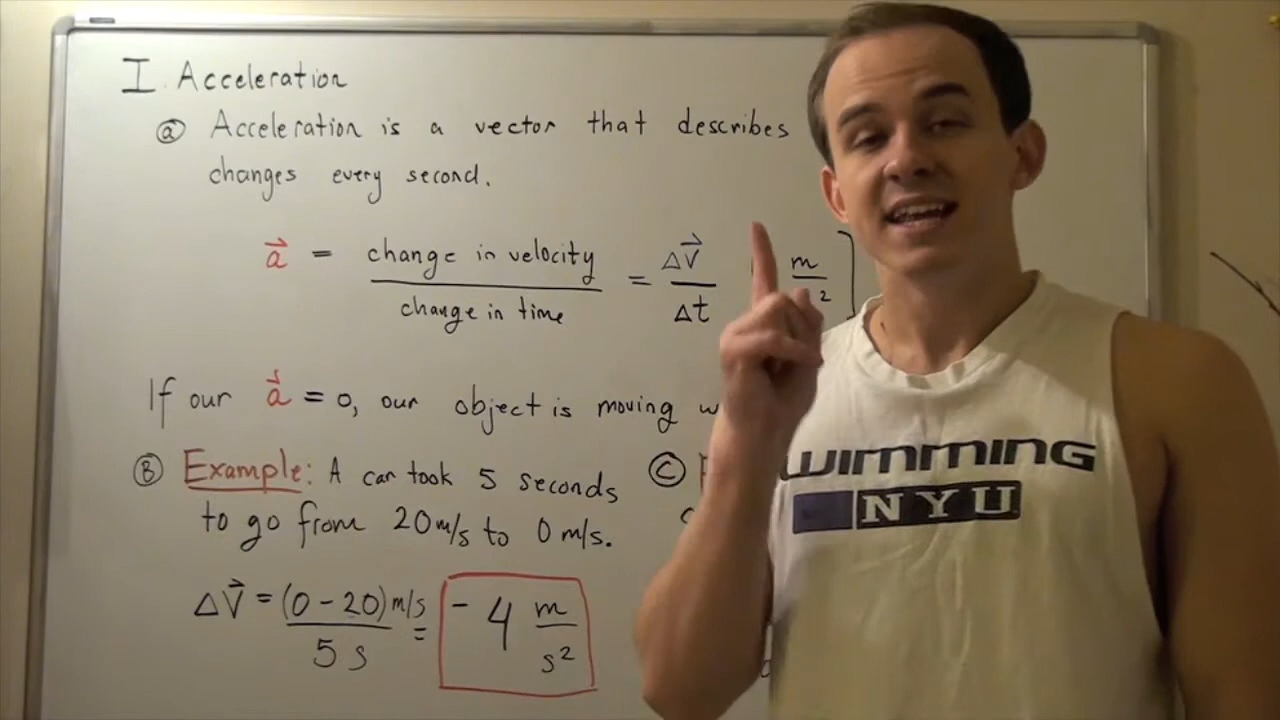 I. Acceleration
ⓐ Acceleration is a vector that describes
changes every second.
a⃗ = change in velocity / change in time = ΔV⃗ / Δt m / 2 ]
If our a⃗ = 0, our object is moving w
Ⓑ Example: A car took 5 seconds
to go from 20m/s to 0 m/s.
ΔV⃗ = (0 - 20) m/s / 5 s = - 4 m / s²
Ⓒ
WIMMING
NYU